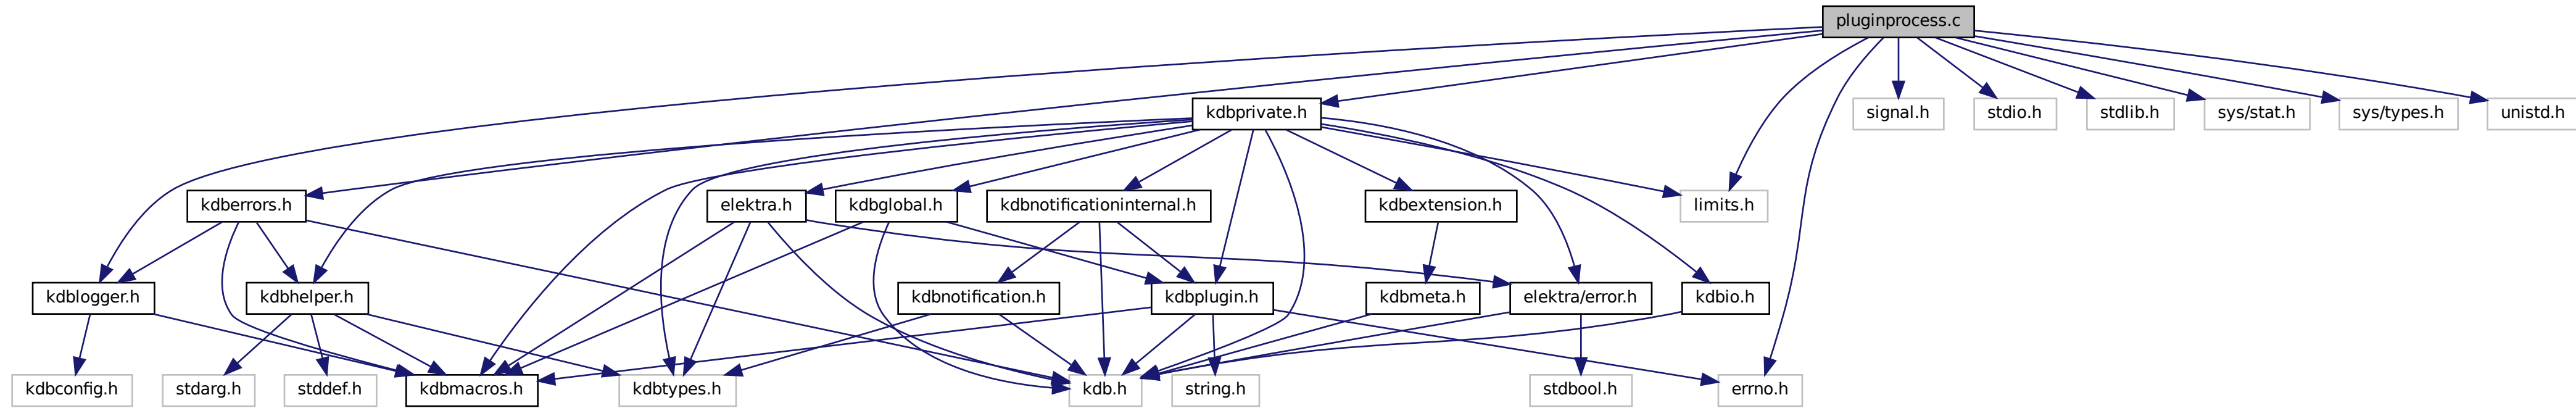 pluginprocess.c
kdbprivate.h
signal.h
stdio.h
stdlib.h
sys/stat.h
sys/types.h
unistd.h
kdberrors.h
elektra.h
kdbglobal.h
kdbnotificationinternal.h
kdbextension.h
limits.h
kdblogger.h
kdbhelper.h
kdbnotification.h
kdbplugin.h
kdbmeta.h
elektra/error.h
kdbio.h
kdbconfig.h
stdarg.h
stddef.h
kdbmacros.h
kdbtypes.h
kdb.h
string.h
stdbool.h
errno.h